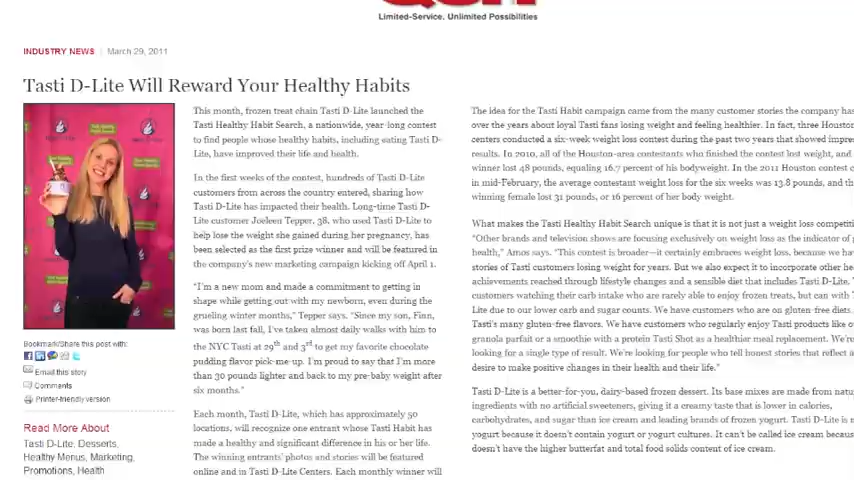 Limited-Service. Unlimited Possibilities
INDUSTRY NEWS | March 29, 2011
Tasti D-Lite Will Reward Your Healthy Habits
This month, frozen treat chain Tasti D-Lite launched the
Tasti Healthy Habit Search, a nationwide, year-long contest
to find people whose healthy habits, including eating Tasti D-
Lite, have improved their life and health.
In the first weeks of the contest, hundreds of Tasti D-Lite
customers from across the country entered, sharing how
Tasti D-Lite has impacted their health. Long-time Tasti D-
Lite customer Joeleen Tepper, 38, who used Tasti D-Lite to
help lose the weight she gained during her pregnancy, has
been selected as the first prize winner and will be featured in
the company's new marketing campaign kicking off April 1.
"I'm a new mom and made a commitment to getting in
shape while getting out with my newborn, even during the
grueling winter months," Tepper says. "Since my son, Finn,
was born last fall, I've taken almost daily walks with him to
the NYC Tasti at 29th and 3rd to get my favorite chocolate
pudding flavor pick-me-up. I'm proud to say that I'm more
than 30 pounds lighter and back to my pre-baby weight after
six months."
Each month, Tasti D-Lite, which has approximately 50
locations, will recognize one entrant whose Tasti Habit has
made a healthy and significant difference in his or her life.
The winning entrants' photos and stories will be featured
online and in Tasti D-Lite Centers. Each monthly winner will
Bookmark/Share this post with:
Email this story
Comments
Printer-friendly version
Read More About
Tasti D-Lite, Desserts,
Healthy Menus, Marketing,
Promotions, Health
The idea for the Tasti Habit campaign came from the many customer stories the company has
over the years about loyal Tasti fans losing weight and feeling healthier. In fact, three Houston
centers conducted a six-week weight loss contest during the past two years that showed impre
results. In 2010, all of the Houston-area contestants who finished the contest lost weight, and
winner lost 48 pounds, equaling 16.7 percent of his bodyweight. In the 2011 Houston contest c
in mid-February, the average contestant weight loss for the six weeks was 13.8 pounds, and the
winning female lost 31 pounds, or 16 percent of her body weight.
What makes the Tasti Healthy Habit Search unique is that it is not just a weight loss competiti
"Other brands and television shows are focusing exclusively on weight loss as the indicator of p
health," Amos says. "This contest is broader—it certainly embraces weight loss, because we hav
stories of Tasti customers losing weight for years. But we also expect it to incorporate other he
achievements reached through lifestyle changes and a sensible diet that includes Tasti D-Lite.
customers watching their carb intake who are rarely able to enjoy frozen treats, but can with T
Lite due to our lower carb and sugar counts. We have customers who are on gluten-free diets
Tasti's many gluten-free flavors. We have customers who regularly enjoy Tasti products like ou
granola parfait or a smoothie with a protein Tasti Shot as a healthier meal replacement. We're
looking for a single type of result. We're looking for people who tell honest stories that reflect a
desire to make positive changes in their health and their life."
Tasti D-Lite is a better-for-you, dairy-based frozen dessert. Its base mixes are made from natu
ingredients with no artificial sweeteners, giving it a creamy taste that is lower in calories,
carbohydrates, and sugar than ice cream and leading brands of frozen yogurt. Tasti D-Lite is n
yogurt because it doesn't contain yogurt or yogurt cultures. It can't be called ice cream becaus
doesn't have the higher butterfat and total food solids content of ice cream.